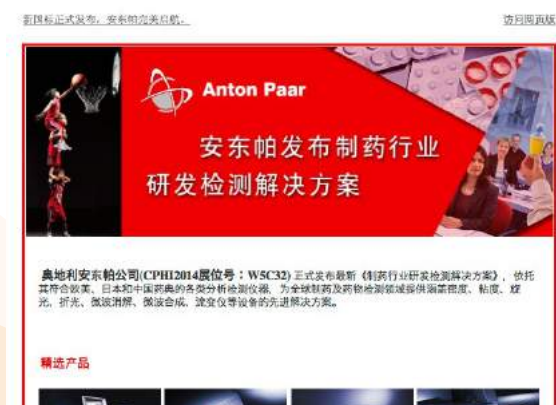 新国标正式发布，安东帕完美启航。
访问网页版
Anton Paar
安东帕发布制药行业
研发检测解决方案
奥地利安东帕公司(CPHI2014展位号：W5C32) 正式发布最新《制药行业研发检测解决方案》，依托
其符合欧美、日本和中国药典的各类分析检测仪器，为全球制药及药物检测领域提供涵盖密度、粘度、旋
光、折光、微波消解、微波合成、流变仪等设备的先进解决方案。
精选产品